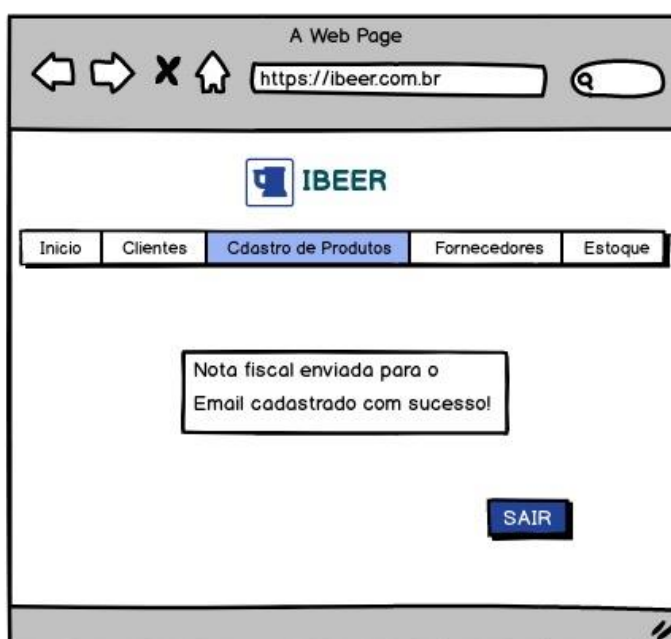 A Web Page
https://ibeer.com.br
IBEER
Inicio Clientes Cdastro de Produtos Fornecedores Estoque
Nota fiscal enviada para o
Email cadastrado com sucesso!
SAIR